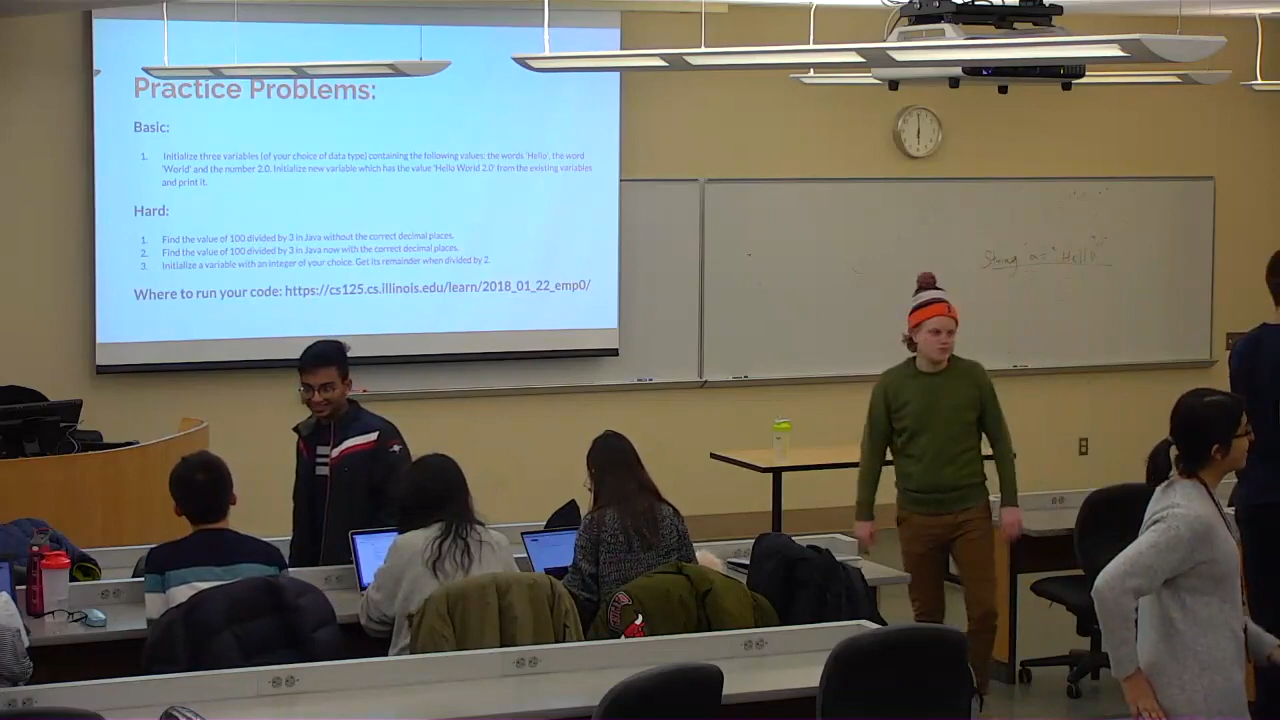 Practice Problems:
Basic:
1. Initialize three variables (of your choice of data type) containing the following values: the words 'Hello', the word
'World' and the number 2.0. Initialize new variable which has the value 'Hello World 2.0' from the existing variables
and print it.
Hard:
1. Find the value of 100 divided by 3 in Java without the correct decimal places.
2. Find the value of 100 divided by 3 in Java now with the correct decimal places.
3. Initialize a variable with an integer of your choice. Get its remainder when divided by 2.
Where to run your code: https://cs125.cs.illinois.edu/learn/2018_01_22_emp0/
String a = "Hello"